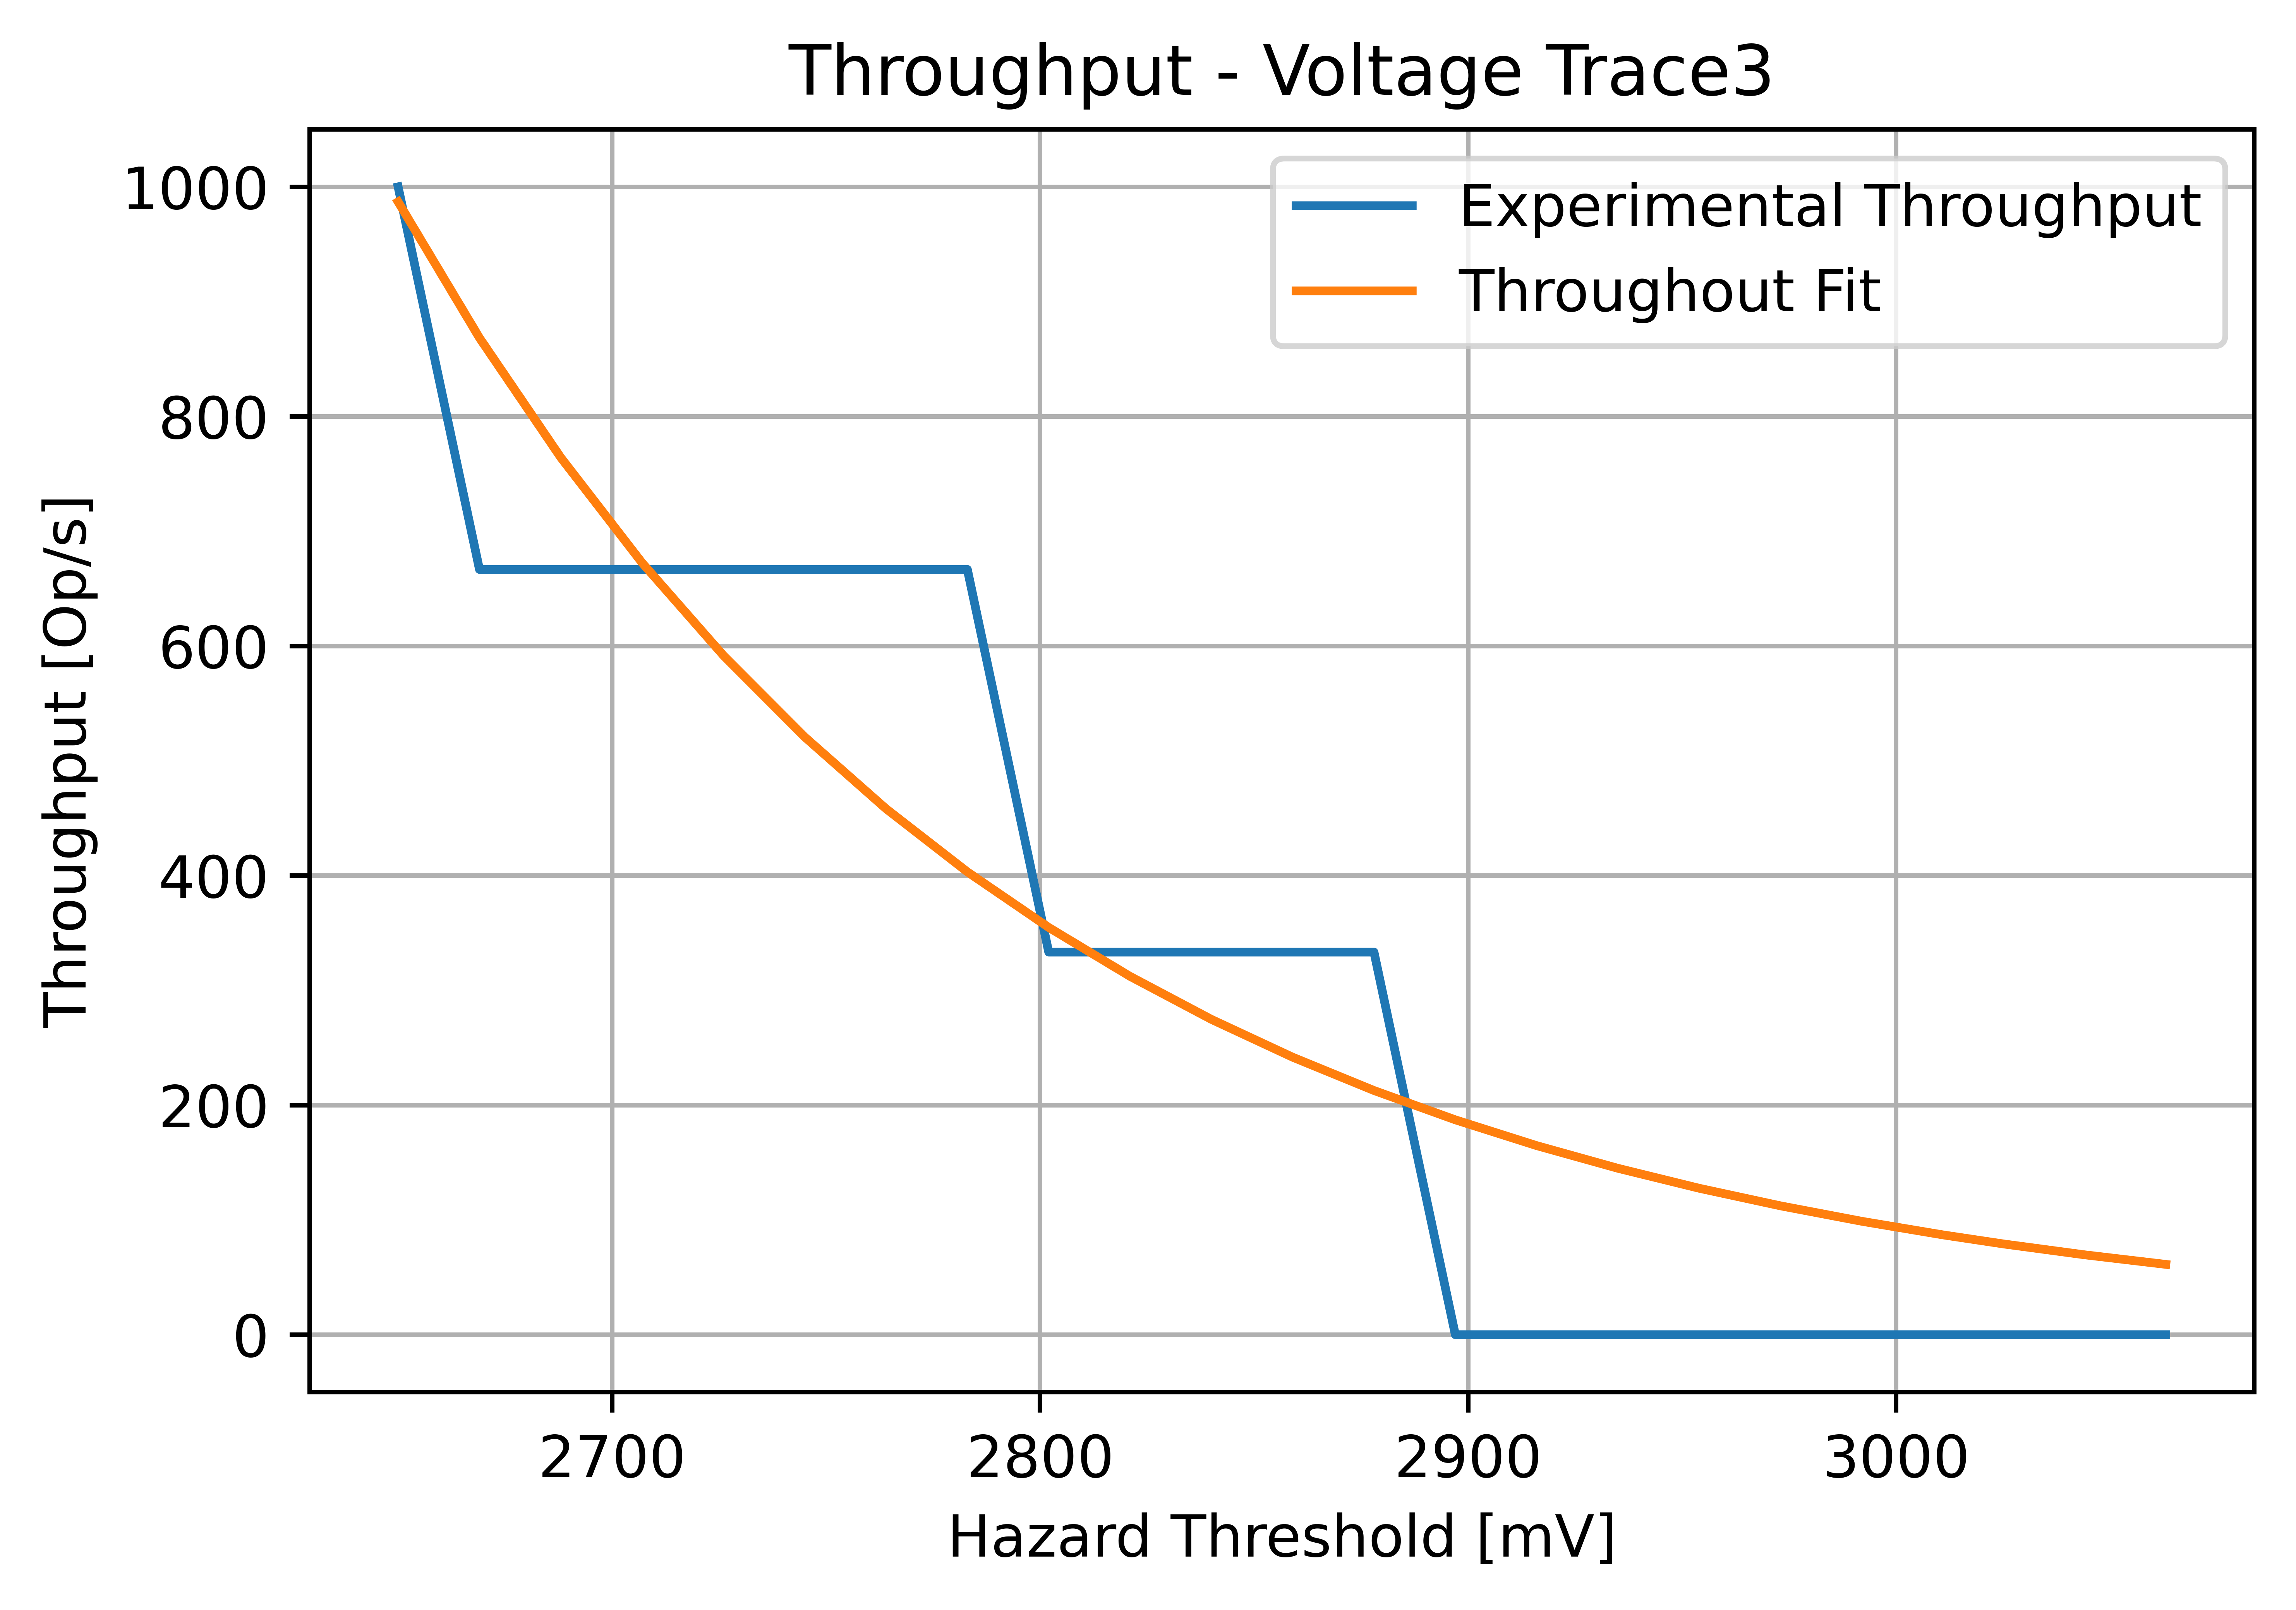 Throughput - Voltage Trace3
Experimental Throughput
Throughout Fit
1000
800
600
400
200
0
Throughput [Op/s]
2700 2800 2900 3000
Hazard Threshold [mV]